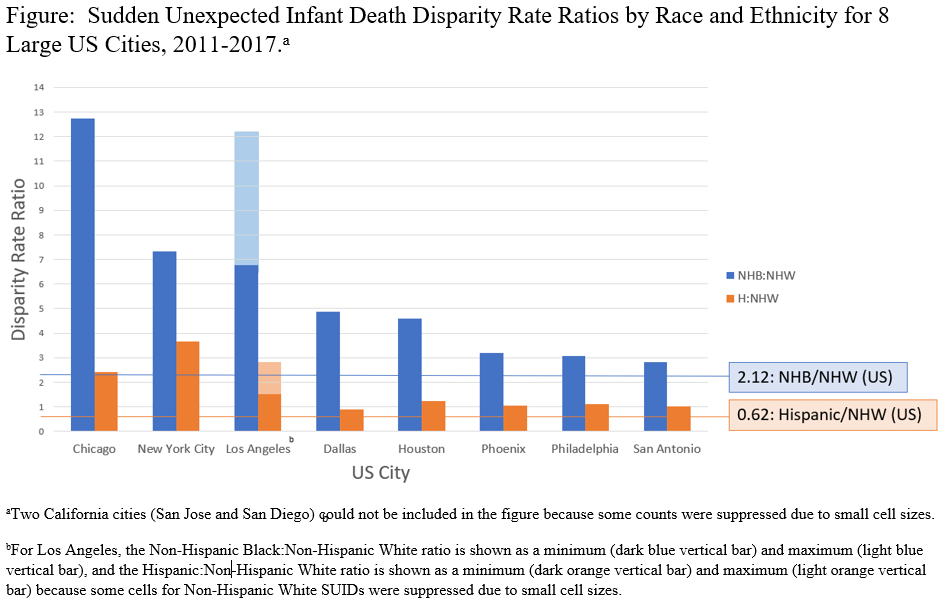 Figure:  Sudden Unexpected Infant Death Disparity Rate Ratios by Race and Ethnicity for 8
Large US Cities, 2011-2017.ᵃ
14
13
12
11
10
9
8
7
6
5
4
3
2
1
0
Disparity Rate Ratio
NHB:NHW
H:NHW
2.12: NHB/NHW (US)
0.62: Hispanic/NHW (US)
Chicago
New York City
Los Angeles ᵇ
Dallas
Houston
Phoenix
Philadelphia
San Antonio
US City
ᵃTwo California cities (San Jose and San Diego) could not be included in the figure because some counts were suppressed due to small cell sizes.
ᵇFor Los Angeles, the Non-Hispanic Black:Non-Hispanic White ratio is shown as a minimum (dark blue vertical bar) and maximum (light blue
vertical bar), and the Hispanic:Non-Hispanic White ratio is shown as a minimum (dark orange vertical bar) and maximum (light orange vertical
bar) because some cells for Non-Hispanic White SUIDs were suppressed due to small cell sizes.